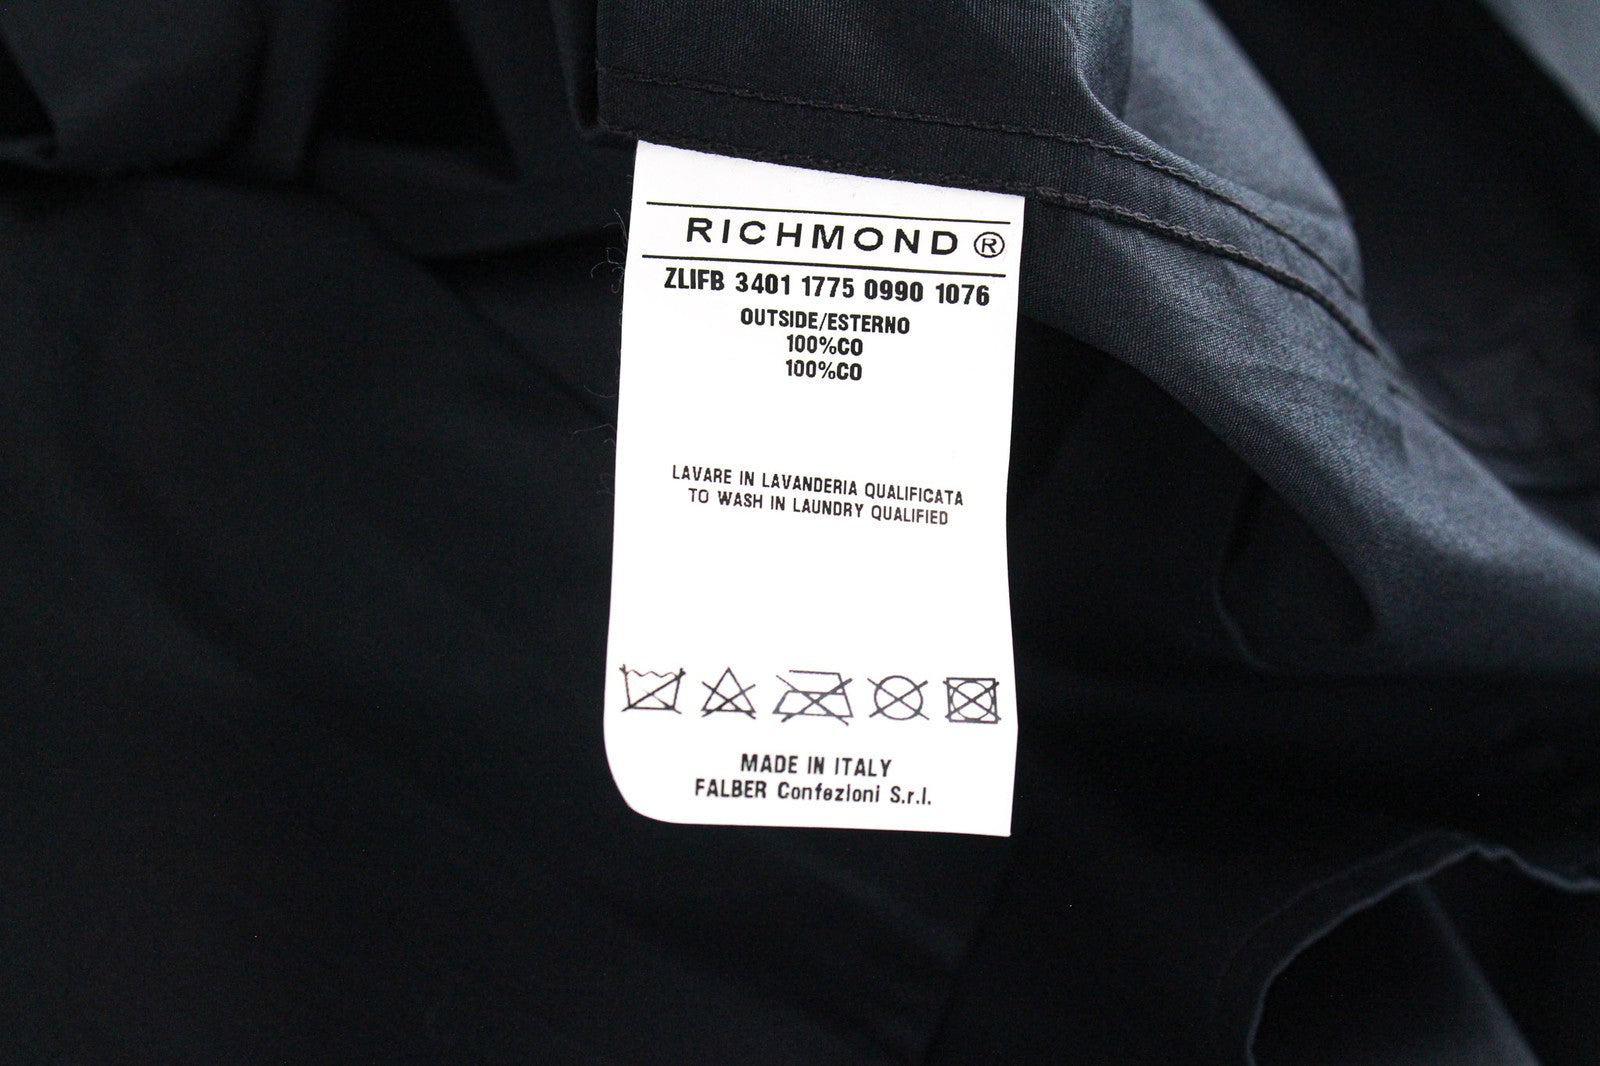 RICHMOND ®
ZLIFB 3401 1775 0990 1076
OUTSIDE/ESTERNO
100%CO
100%CO
LAVARE IN LAVANDERIA QUALIFICATA
TO WASH IN LAUNDRY QUALIFIED
MADE IN ITALY
FALBER Confezioni S.r.l.